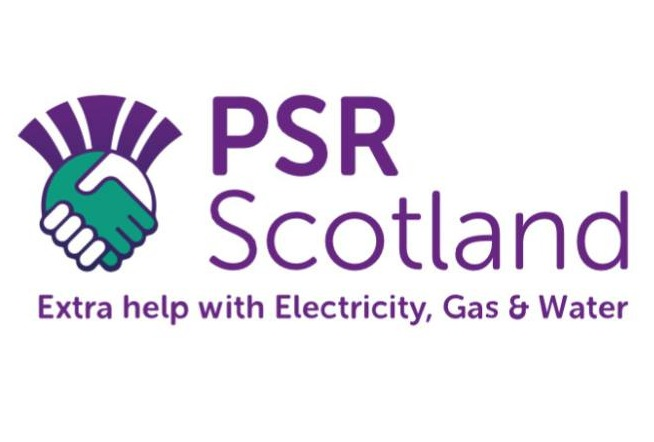 PSR
Scotland
Extra help with Electricity, Gas & Water